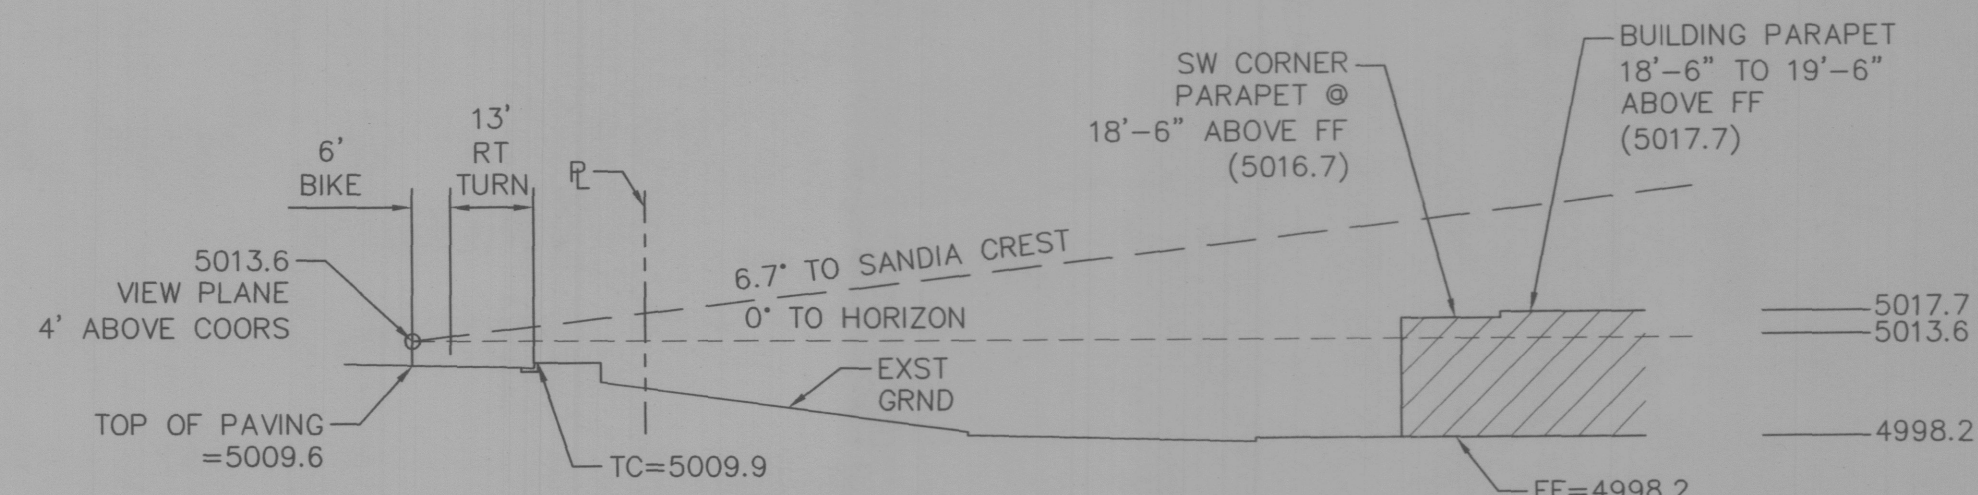 BUILDING PARAPET
18'-6" TO 19'-6"
ABOVE FF
(5017.7)
SW CORNER
PARAPET @
18'-6" ABOVE FF
(5016.7)
13'
RT
TURN
6'
BIKE
PL
5013.6
VIEW PLANE
4' ABOVE COORS
6.7° TO SANDIA CREST
0° TO HORIZON
5017.7
5013.6
EXST
GRND
TOP OF PAVING
=5009.6
TC=5009.9
4998.2
FF=4998.2